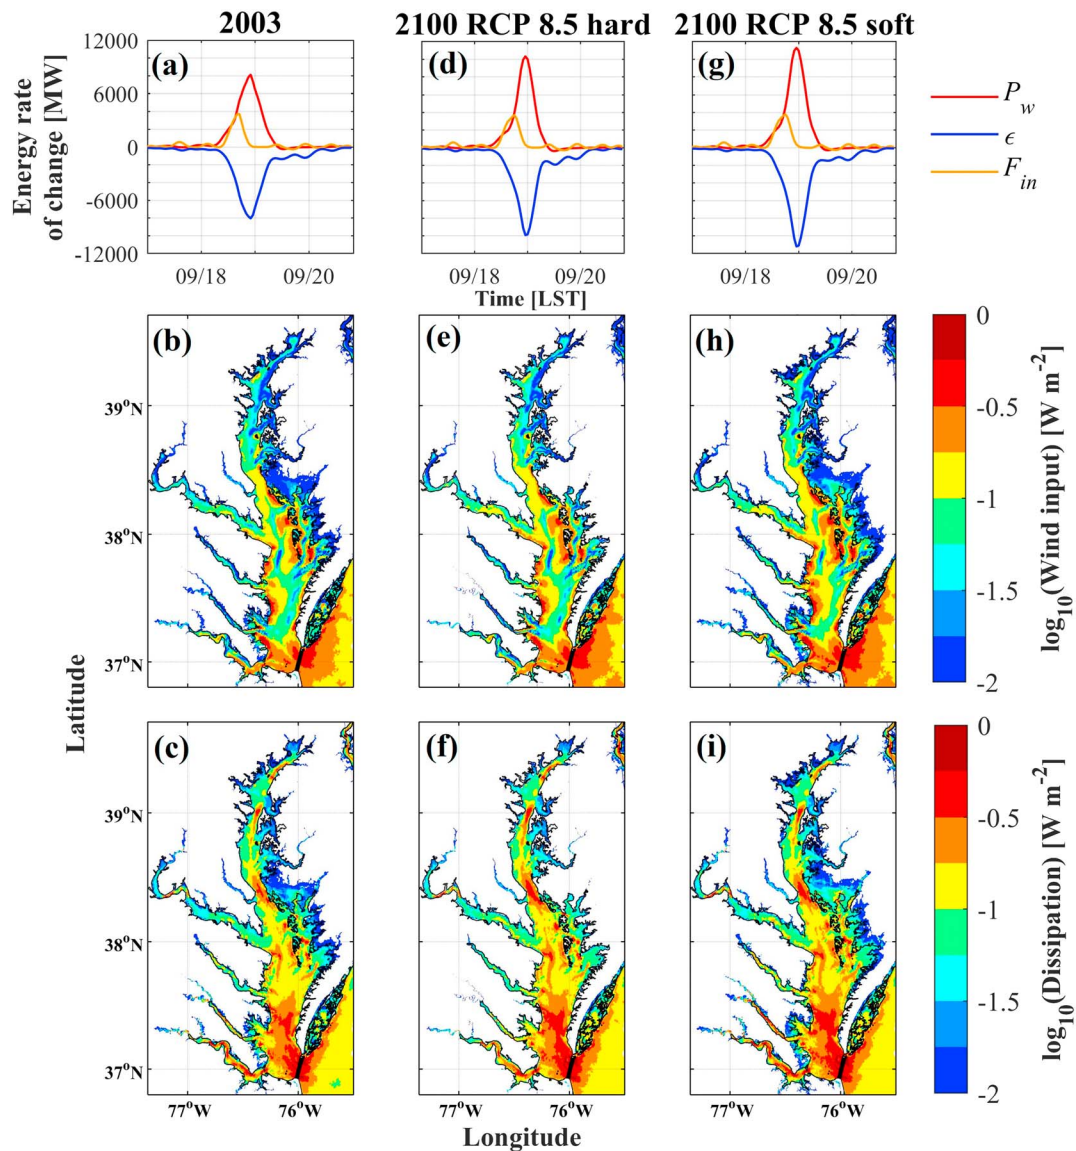 2003
2100 RCP 8.5 hard
2100 RCP 8.5 soft
Energy rate
of change [MW]
12000
6000
0
-6000
-12000
(a)
(d)
(g)
P_w
ϵ
F_in
09/18
09/20
09/18
09/20
09/18
09/20
Time [LST]
(b)
(e)
(h)
39°N
38°N
37°N
0
-0.5
-1
-1.5
-2
log10(Wind input) [W m-2]
Latitude
(c)
(f)
(i)
39°N
38°N
37°N
0
-0.5
-1
-1.5
-2
log10(Dissipation) [W m-2]
77°W
76°W
77°W
76°W
77°W
76°W
Longitude